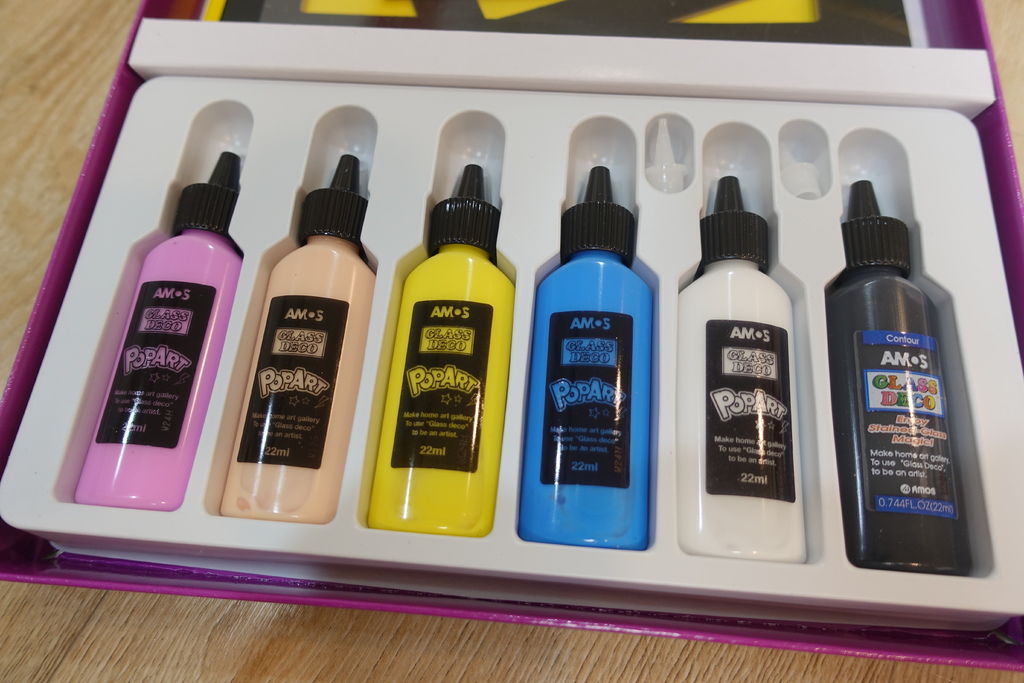 AMOS
GLASS
DECO
POPART
Make home art gallery
To use "Glass deco"
to be an artist.
22ml
AMOS
GLASS
DECO
POPART
Make home art gallery
To use "Glass deco"
to be an artist.
22ml
AMOS
GLASS
DECO
POPART
Make home art gallery
To use "Glass deco"
to be an artist.
22ml
AMOS
GLASS
DECO
POPART
Make home art gallery
To use "Glass deco"
to be an artist.
22ml
AMOS
GLASS
DECO
POPART
Make home art gallery
To use "Glass deco"
to be an artist.
22ml
Contour
AMOS
GLASS
DECO
Enjoy
Stained-Glass
Magic!
Make home art gallery.
To use "Glass Deco",
to be an artist.
AMOS
0.744FL.OZ(22ml)